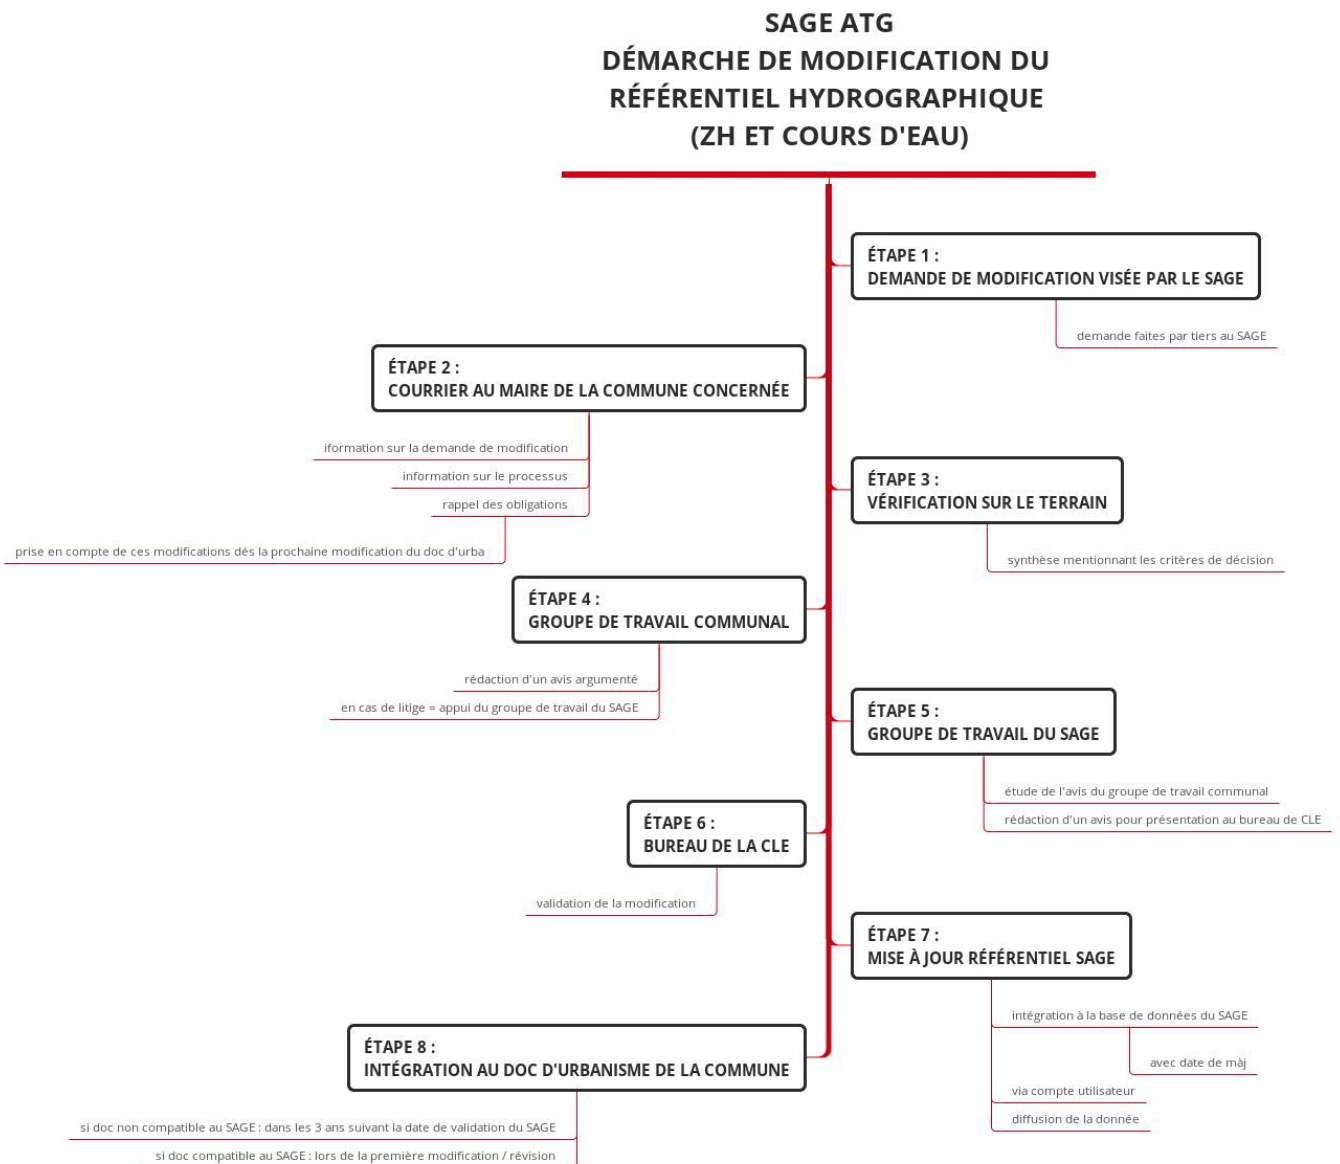 SAGE ATG
DÉMARCHE DE MODIFICATION DU
RÉFÉRENTIEL HYDROGRAPHIQUE
(ZH ET COURS D'EAU)
ÉTAPE 1 :
DEMANDE DE MODIFICATION VISÉE PAR LE SAGE
demande faites par tiers au SAGE
ÉTAPE 2 :
COURRIER AU MAIRE DE LA COMMUNE CONCERNÉE
iformation sur la demande de modification
information sur le processus
rappel des obligations
prise en compte de ces modifications dés la prochaine modification du doc d'urba
ÉTAPE 3 :
VÉRIFICATION SUR LE TERRAIN
synthèse mentionnant les critères de décision
ÉTAPE 4 :
GROUPE DE TRAVAIL COMMUNAL
rédaction d'un avis argumenté
en cas de litige = appui du groupe de travail du SAGE
ÉTAPE 5 :
GROUPE DE TRAVAIL DU SAGE
étude de l'avis du groupe de travail communal
rédaction d'un avis pour présentation au bureau de CLE
ÉTAPE 6 :
BUREAU DE LA CLE
validation de la modification
ÉTAPE 7 :
MISE À JOUR RÉFÉRENTIEL SAGE
intégration à la base de données du SAGE
avec date de màj
via compte utilisateur
diffusion de la donnée
ÉTAPE 8 :
INTÉGRATION AU DOC D'URBANISME DE LA COMMUNE
si doc non compatible au SAGE : dans les 3 ans suivant la date de validation du SAGE
si doc compatible au SAGE : lors de la première modification / révision